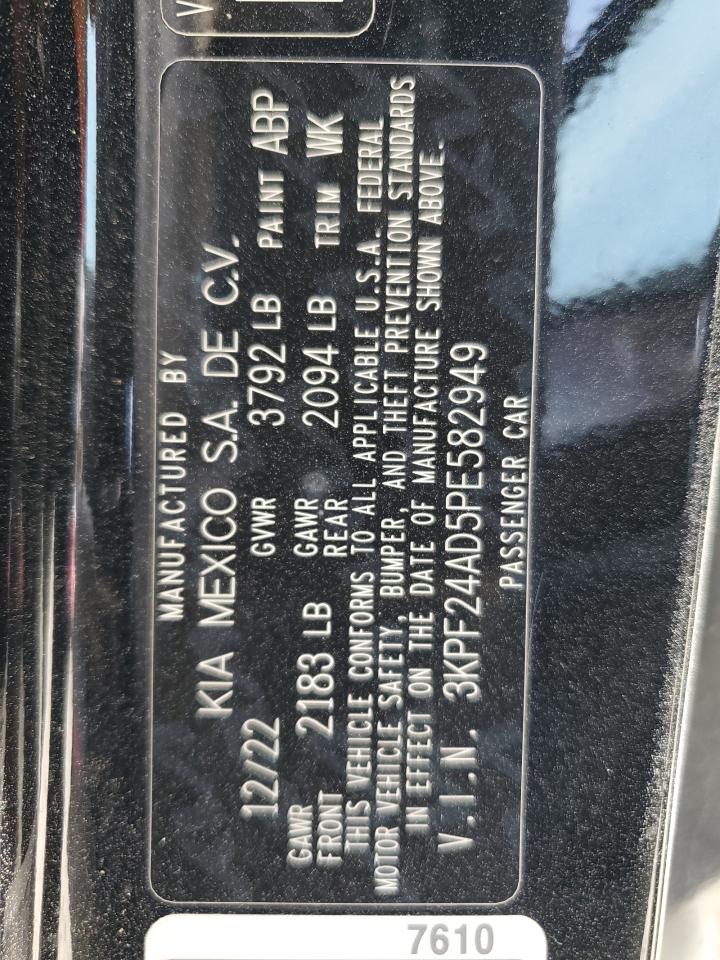 V
MANUFACTURED BY
KIA MEXICO S.A. DE C.V.
12/22 GVWR 3792 LB PAINT ABP
GAWR FRONT 2183 LB GAWR REAR 2094 LB TRIM WK
THIS VEHICLE CONFORMS TO ALL APPLICABLE U.S.A. FEDERAL
MOTOR VEHICLE SAFETY, BUMPER, AND THEFT PREVENTION STANDARDS
IN EFFECT ON THE DATE OF MANUFACTURE SHOWN ABOVE.
V.I.N. 3KPF24AD5PE582949
PASSENGER CAR
7610